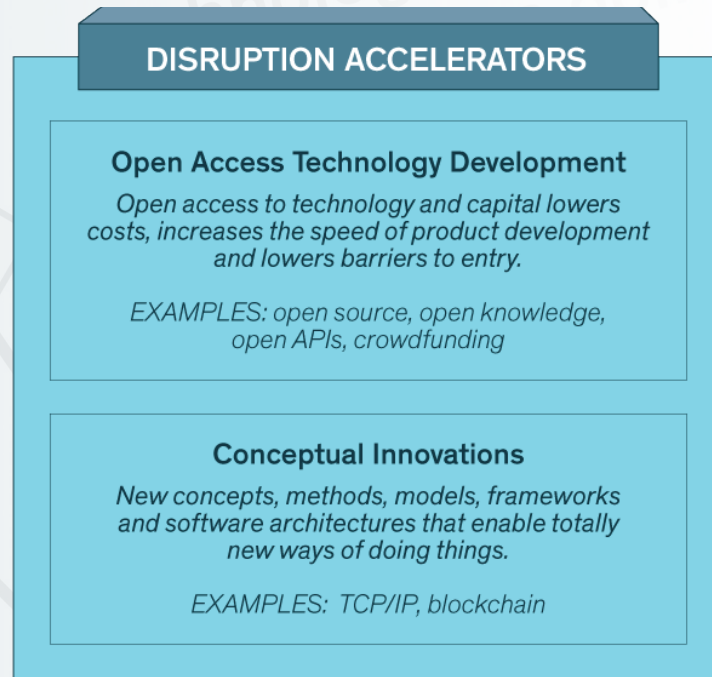 DISRUPTION ACCELERATORS
Open Access Technology Development
Open access to technology and capital lowers
costs, increases the speed of product development
and lowers barriers to entry.
EXAMPLES: open source, open knowledge,
open APIs, crowdfunding
Conceptual Innovations
New concepts, methods, models, frameworks
and software architectures that enable totally
new ways of doing things.
EXAMPLES: TCP/IP, blockchain